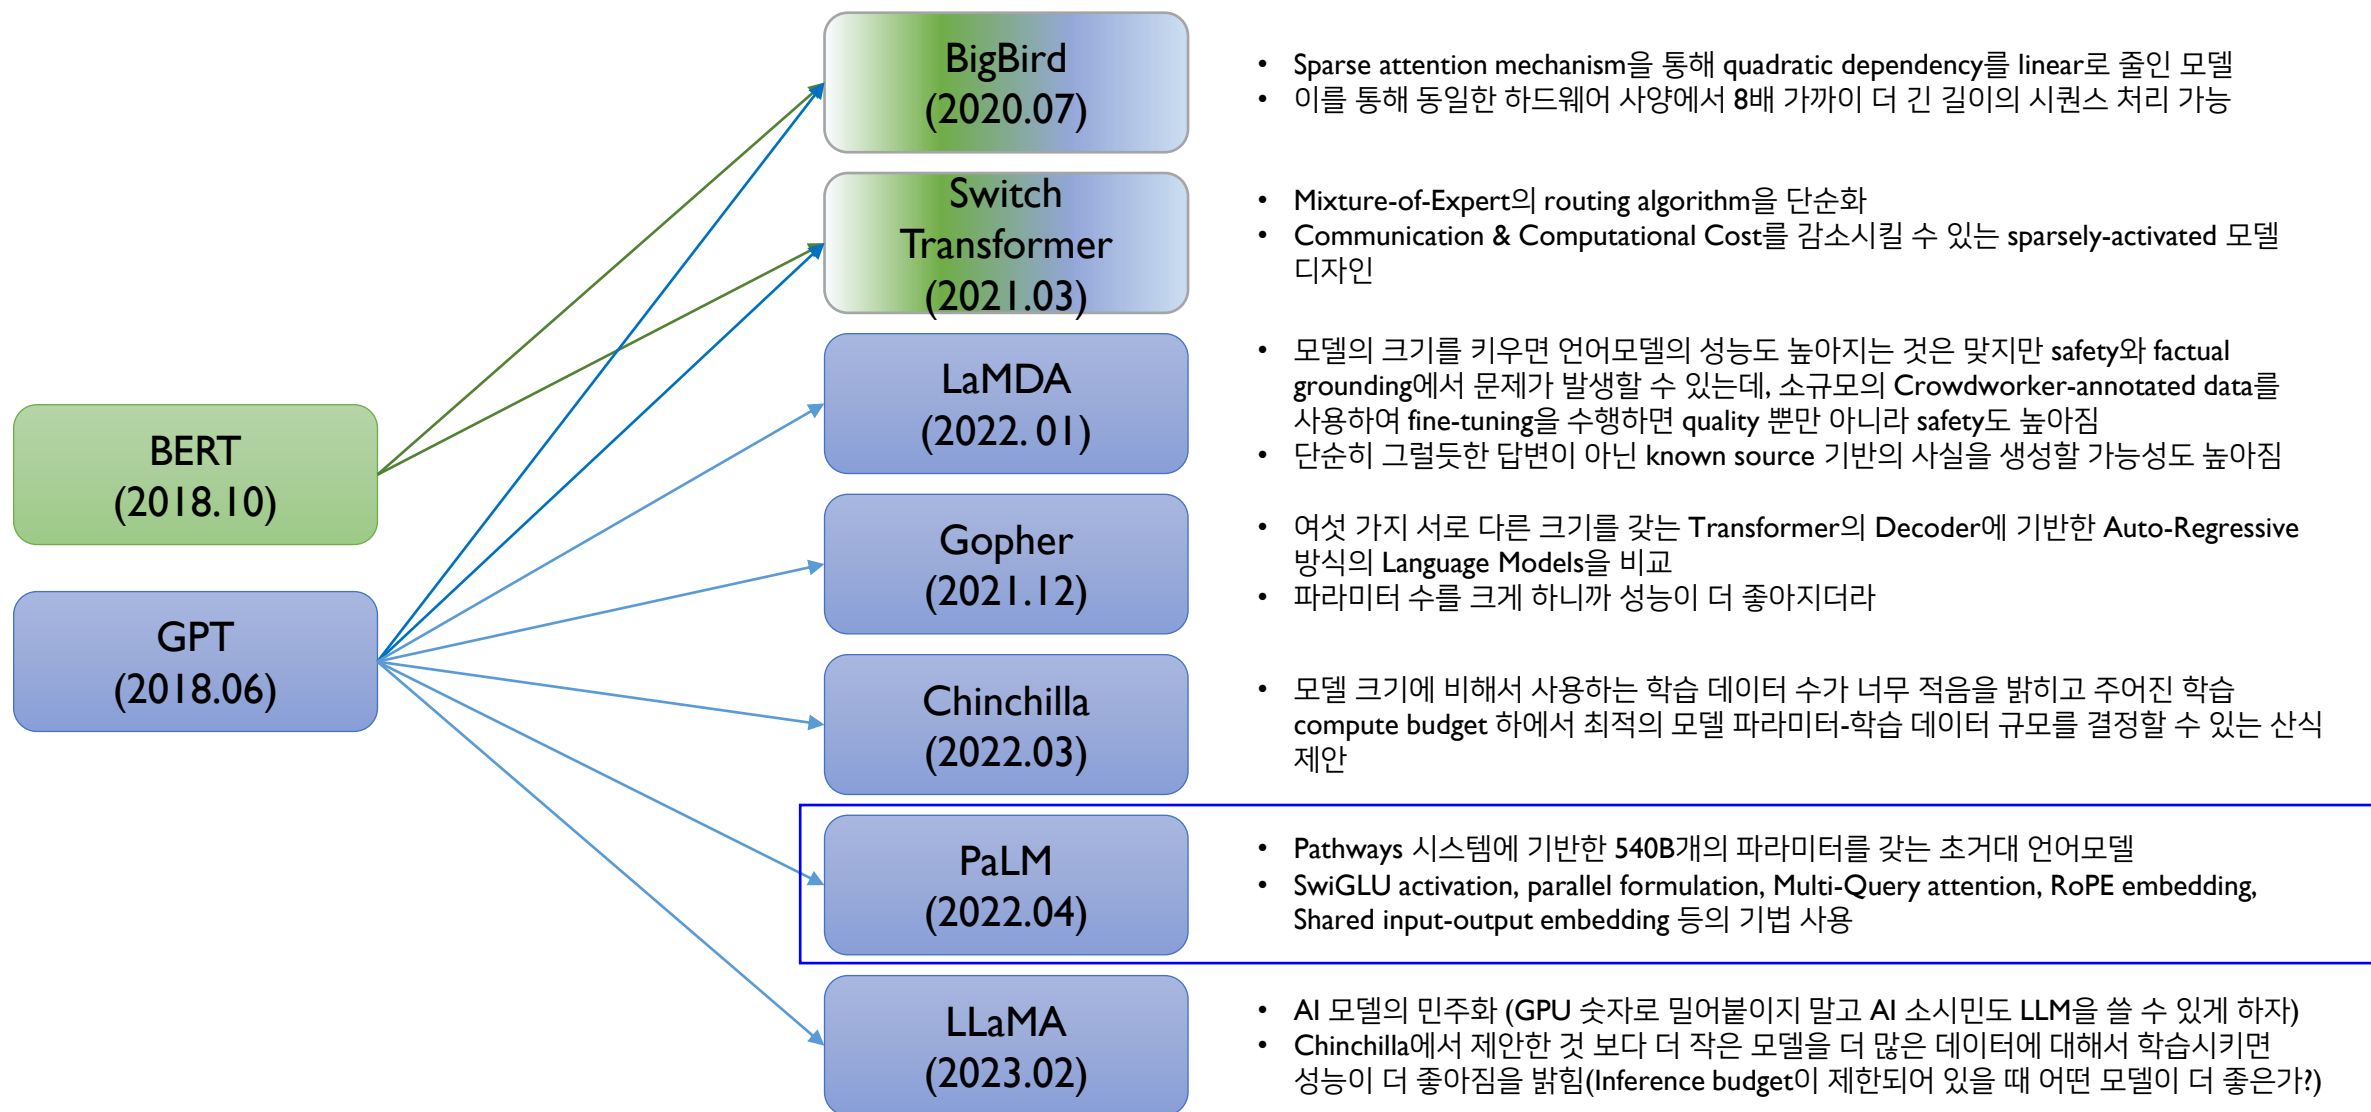 BERT
(2018.10)
GPT
(2018.06)
BigBird
(2020.07)
• Sparse attention mechanism을 통해 quadratic dependency를 linear로 줄인 모델
• 이를 통해 동일한 하드웨어 사양에서 8배 가까이 더 긴 길이의 시퀀스 처리 가능
Switch
Transformer
(2021.03)
• Mixture-of-Expert의 routing algorithm을 단순화
• Communication & Computational Cost를 감소시킬 수 있는 sparsely-activated 모델
디자인
LaMDA
(2022. 01)
• 모델의 크기를 키우면 언어모델의 성능도 높아지는 것은 맞지만 safety와 factual
grounding에서 문제가 발생할 수 있는데, 소규모의 Crowdworker-annotated data를
사용하여 fine-tuning을 수행하면 quality 뿐만 아니라 safety도 높아짐
• 단순히 그럴듯한 답변이 아닌 known source 기반의 사실을 생성할 가능성도 높아짐
Gopher
(2021.12)
• 여섯 가지 서로 다른 크기를 갖는 Transformer의 Decoder에 기반한 Auto-Regressive
방식의 Language Models을 비교
• 파라미터 수를 크게 하니까 성능이 더 좋아지더라
Chinchilla
(2022.03)
• 모델 크기에 비해서 사용하는 학습 데이터 수가 너무 적음을 밝히고 주어진 학습
compute budget 하에서 최적의 모델 파라미터-학습 데이터 규모를 결정할 수 있는 산식
제안
PaLM
(2022.04)
• Pathways 시스템에 기반한 540B개의 파라미터를 갖는 초거대 언어모델
• SwiGLU activation, parallel formulation, Multi-Query attention, RoPE embedding,
Shared input-output embedding 등의 기법 사용
LLaMA
(2023.02)
• AI 모델의 민주화 (GPU 숫자로 밀어붙이지 말고 AI 소시민도 LLM을 쓸 수 있게 하자)
• Chinchilla에서 제안한 것 보다 더 작은 모델을 더 많은 데이터에 대해서 학습시키면
성능이 더 좋아짐을 밝힘(Inference budget이 제한되어 있을 때 어떤 모델이 더 좋은가?)